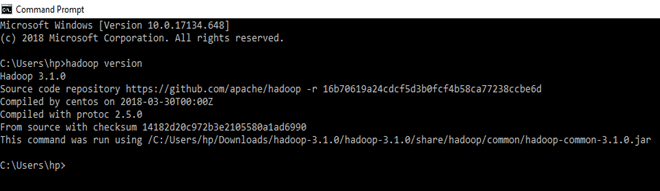 Command Prompt
Microsoft Windows [Version 10.0.17134.648]
(c) 2018 Microsoft Corporation. All rights reserved.
C:\Users\hp>hadoop version
Hadoop 3.1.0
Source code repository https://github.com/apache/hadoop -r 16b70619a24cdcf5d3b0fcf4b58ca77238ccbe6d
Compiled by centos on 2018-03-30T00:00Z
Compiled with protoc 2.5.0
From source with checksum 14182d20c972b3e2105580a1ad6990
This command was run using /C:/Users/hp/Downloads/hadoop-3.1.0/hadoop-3.1.0/share/hadoop/common/hadoop-common-3.1.0.jar
C:\Users\hp>